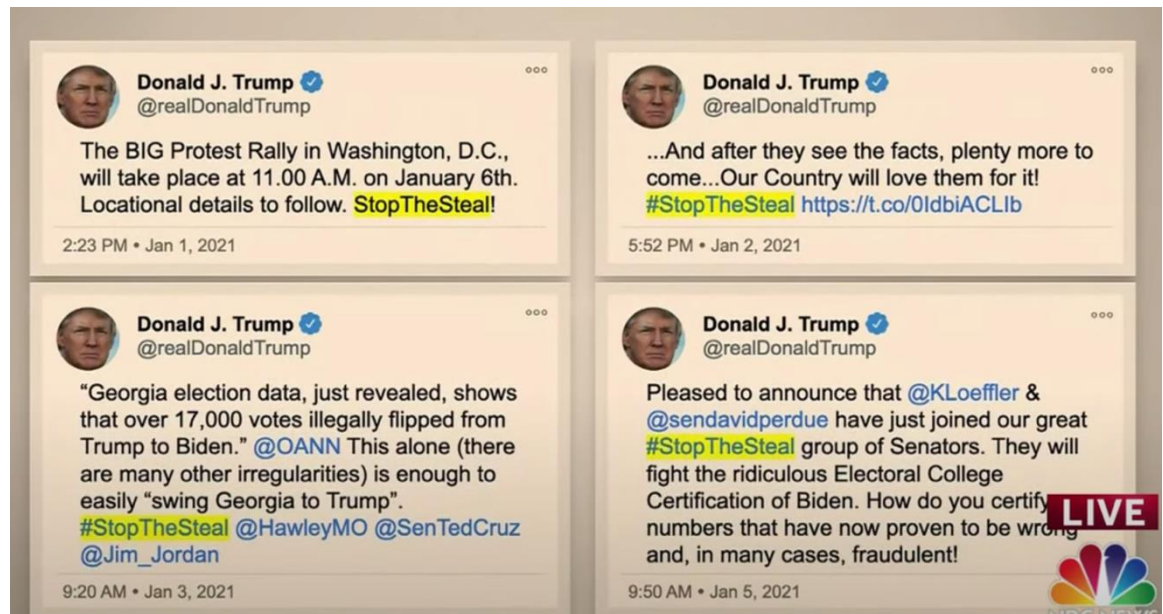 Donald J. Trump
@realDonaldTrump
The BIG Protest Rally in Washington, D.C.,
will take place at 11.00 A.M. on January 6th.
Locational details to follow. StopTheSteal!
2:23 PM • Jan 1, 2021
Donald J. Trump
@realDonaldTrump
...And after they see the facts, plenty more to
come...Our Country will love them for it!
#StopTheSteal https://t.co/0IdbiACLIb
5:52 PM • Jan 2, 2021
Donald J. Trump
@realDonaldTrump
“Georgia election data, just revealed, shows
that over 17,000 votes illegally flipped from
Trump to Biden.” @OANN This alone (there
are many other irregularities) is enough to
easily “swing Georgia to Trump”.
#StopTheSteal @HawleyMO @SenTedCruz
@Jim_Jordan
9:20 AM • Jan 3, 2021
Donald J. Trump
@realDonaldTrump
Pleased to announce that @KLoeffler &
@sendavidperdue have just joined our great
#StopTheSteal group of Senators. They will
fight the ridiculous Electoral College
Certification of Biden. How do you certify
numbers that have now proven to be wrong
and, in many cases, fraudulent!
9:50 AM • Jan 5, 2021
LIVE
NBC NEWS